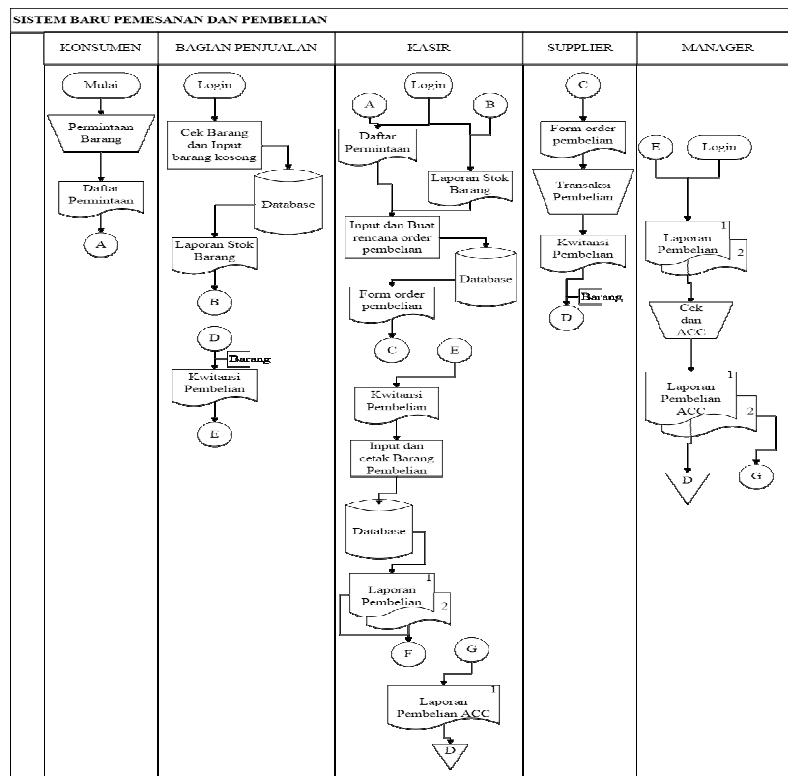 SISTEM BARU PEMESANAN DAN PEMBELIAN
KONSUMEN
BAGIAN PENJUALAN
KASIR
SUPPLIER
MANAGER
Mulai
Permintaan
Barang
Daftar
Permintaan
A
Login
Cek Barang
dan Input
barang kosong
Database
Laporan Stok
Barang
B
D
Barang
Kwitansi
Pembelian
E
Login
A
B
Daftar
Permintaan
Laporan Stok
Barang
Input dan Buat
rencana order
pembelian
Database
Form order
pembelian
C
E
Kwitansi
Pembelian
Input dan
cetak Barang
Pembelian
Database
1
Laporan
Pembelian
2
F
G
1
Laporan
Pembelian ACC
D
C
Form order
pembelian
Transaksi
Pembelian
Kwitansi
Pembelian
Barang
D
E
Login
1
Laporan
Pembelian
2
Cek
dan
ACC
1
Laporan
Pembelian
ACC
2
D
G